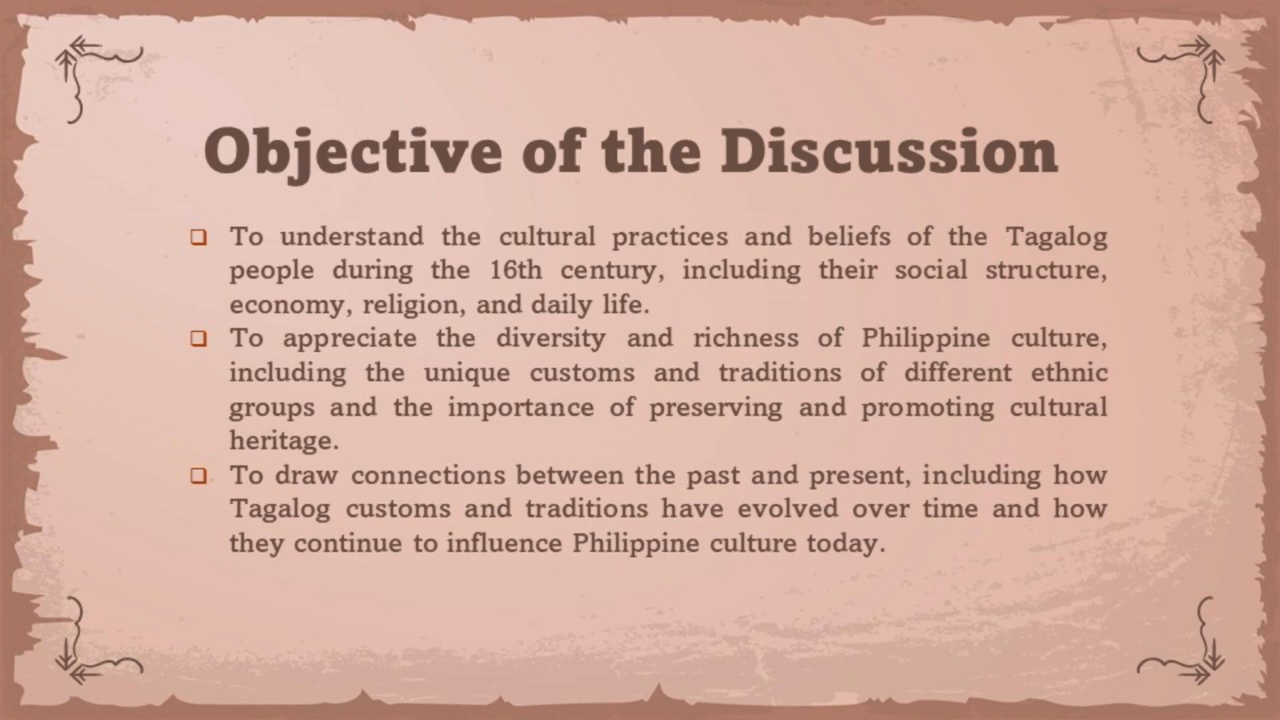 Objective of the Discussion
❑ To understand the cultural practices and beliefs of the Tagalog
people during the 16th century, including their social structure,
economy, religion, and daily life.
❑ To appreciate the diversity and richness of Philippine culture,
including the unique customs and traditions of different ethnic
groups and the importance of preserving and promoting cultural
heritage.
❑ To draw connections between the past and present, including how
Tagalog customs and traditions have evolved over time and how
they continue to influence Philippine culture today.